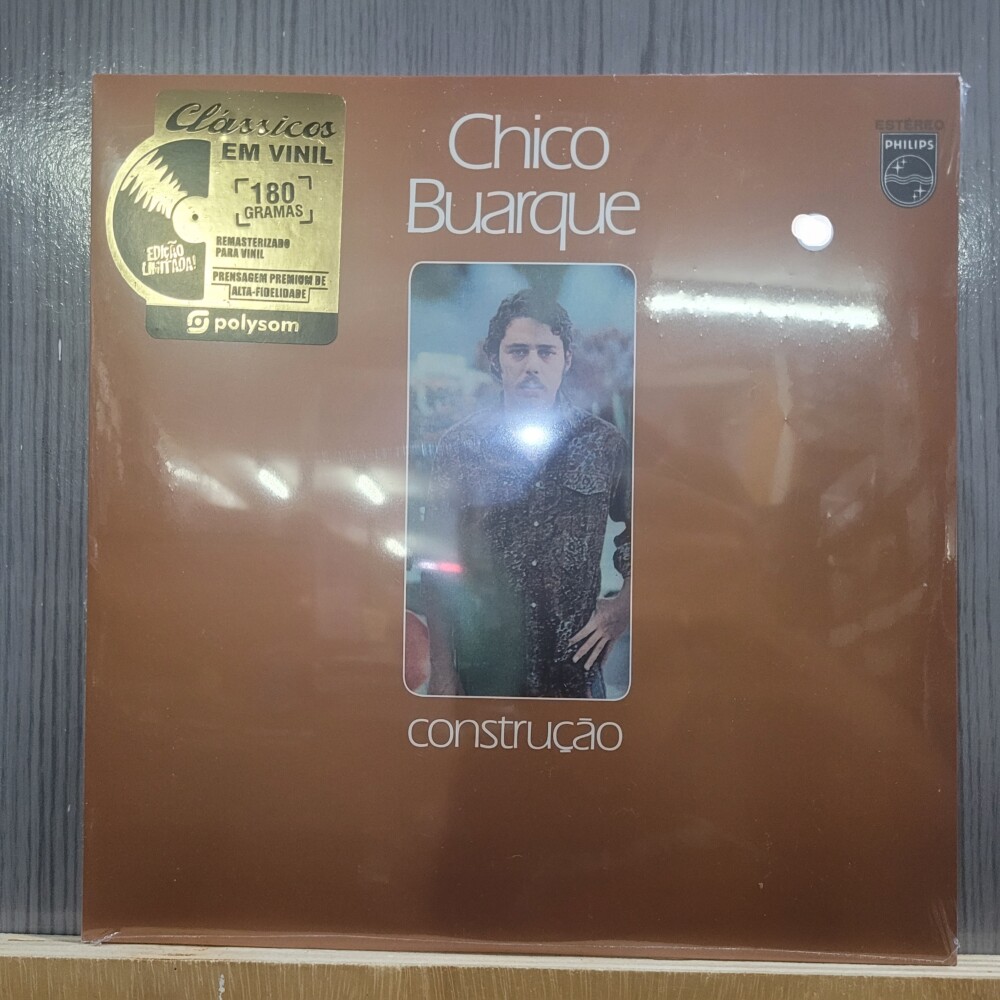 Clássicos
EM VINIL
180
GRAMAS
REMASTERIZADO
PARA VINIL
EDIÇÃO
LIMITADA!
PRENSAGEM PREMIUM DE
ALTA-FIDELIDADE
polysom
Chico
Buarque
ESTÉREO
PHILIPS
construção